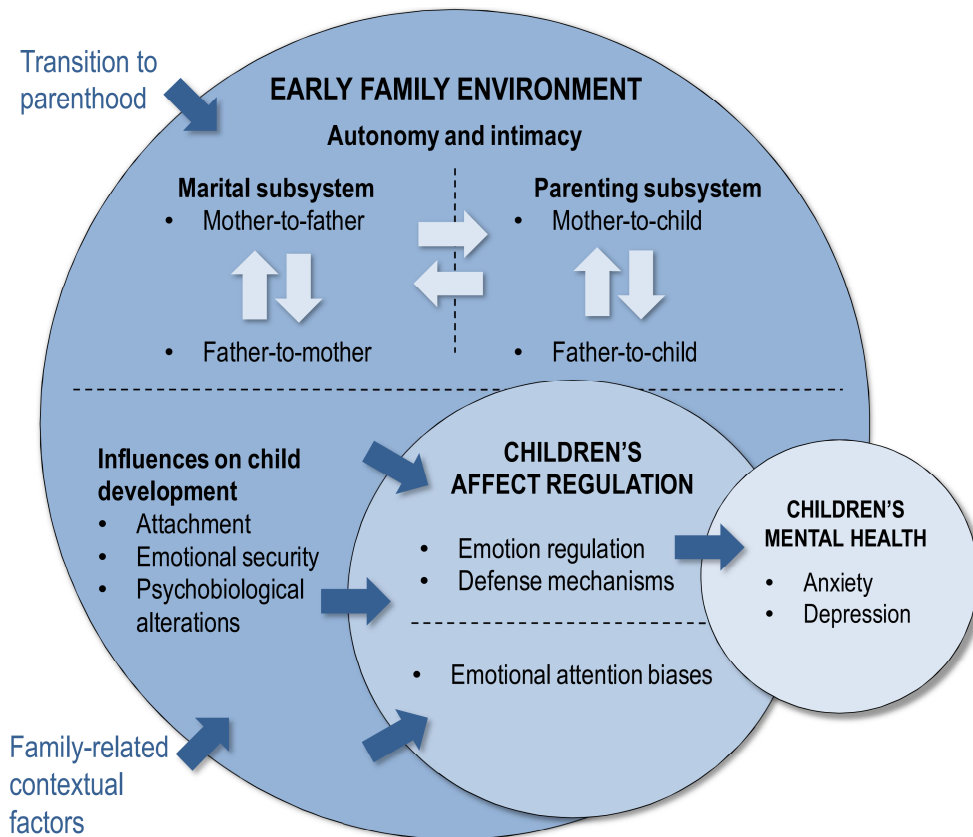 Transition to
parenthood
EARLY FAMILY ENVIRONMENT
Autonomy and intimacy
Marital subsystem
• Mother-to-father
• Father-to-mother
Parenting subsystem
• Mother-to-child
• Father-to-child
Influences on child
development
• Attachment
• Emotional security
• Psychobiological
alterations
CHILDREN’S
AFFECT REGULATION
• Emotion regulation
• Defense mechanisms
• Emotional attention biases
CHILDREN’S
MENTAL HEALTH
• Anxiety
• Depression
Family-related
contextual
factors